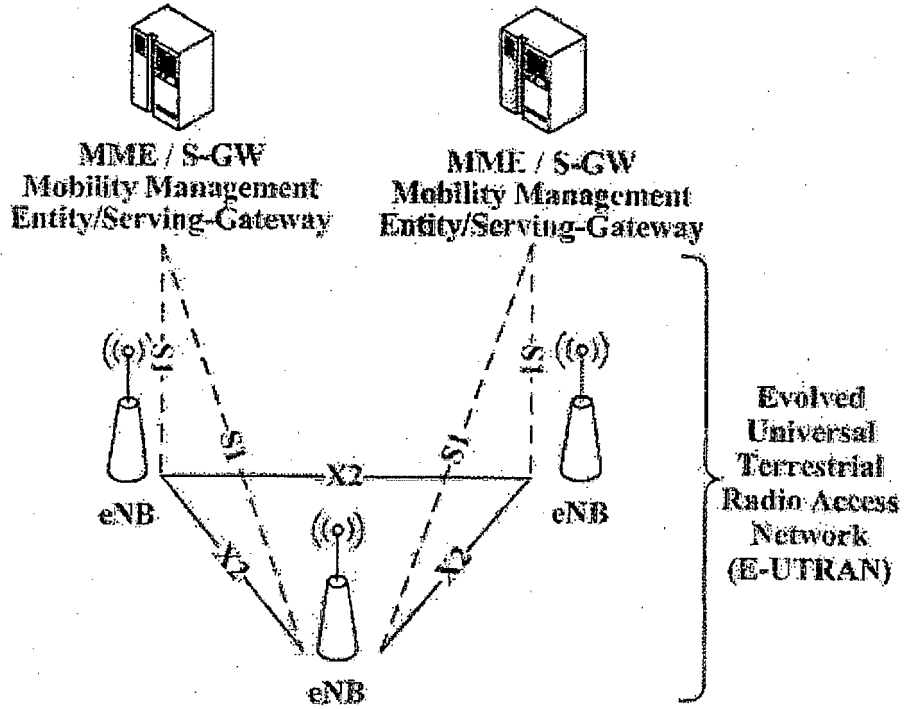 MME / S-GW
Mobility Management
Entity/Serving-Gateway
MME / S-GW
Mobility Management
Entity/Serving-Gateway
S1
S1
S1
S1
X2
X2
X2
eNB
eNB
eNB
Evolved
Universal
Terrestrial
Radio Access
Network
(E-UTRAN)